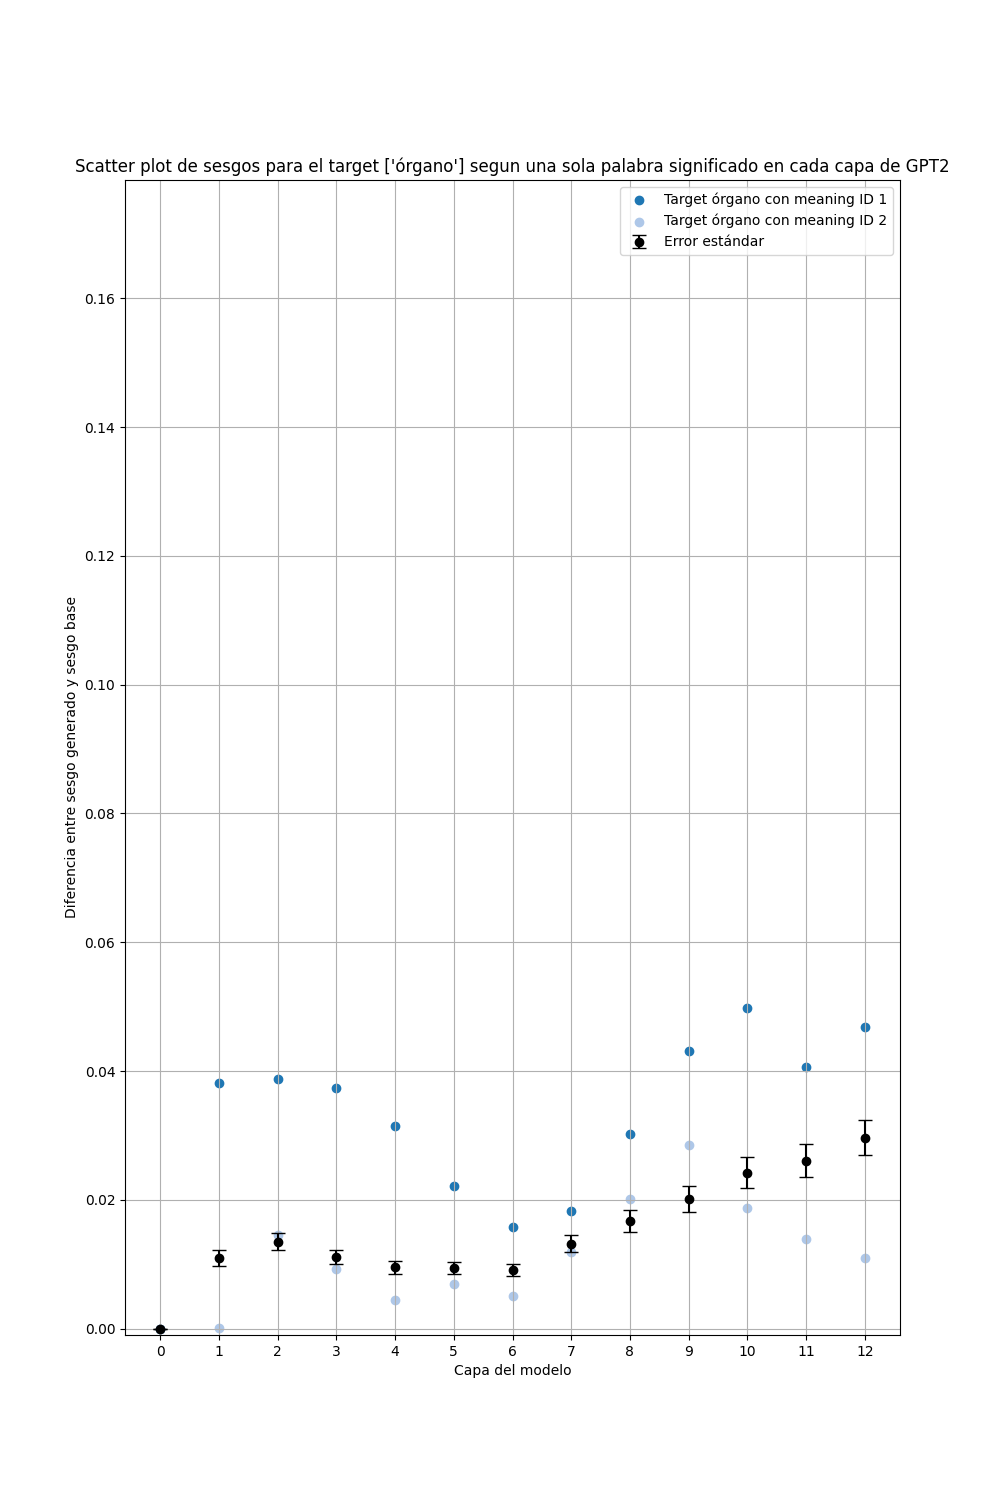 Scatter plot de sesgos para el target ['órgano'] segun una sola palabra significado en cada capa de GPT2
Target órgano con meaning ID 1
Target órgano con meaning ID 2
Error estándar
0.16
0.14
0.12
0.10
0.08
0.06
0.04
0.02
0.00
Diferencia entre sesgo generado y sesgo base
0 1 2 3 4 5 6 7 8 9 10 11 12
Capa del modelo